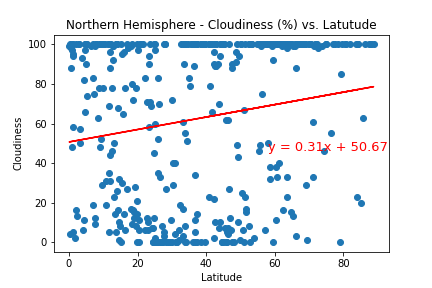 Northern Hemisphere - Cloudiness (%) vs. Latutude
100
80
60
40
20
0
Cloudiness
y = 0.31x + 50.67
0
20
40
60
80
Latitude